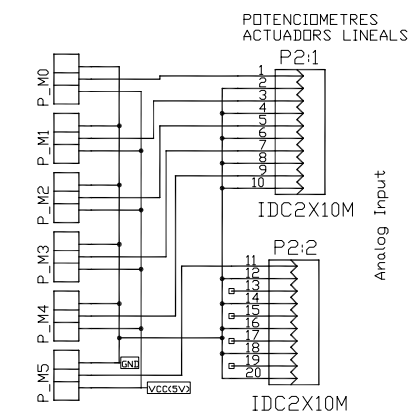 POTENCIOMETRES
ACTUADORS LINEALS
P2:1
P_M0
1
2
3
4
5
6
7
8
9
10
P_M1
P_M2
IDC2X10M
Analog Input
P_M3
P2:2
11
12
13
14
15
16
17
18
19
20
P_M4
P_M5
GND
VCC(5V)
IDC2X10M